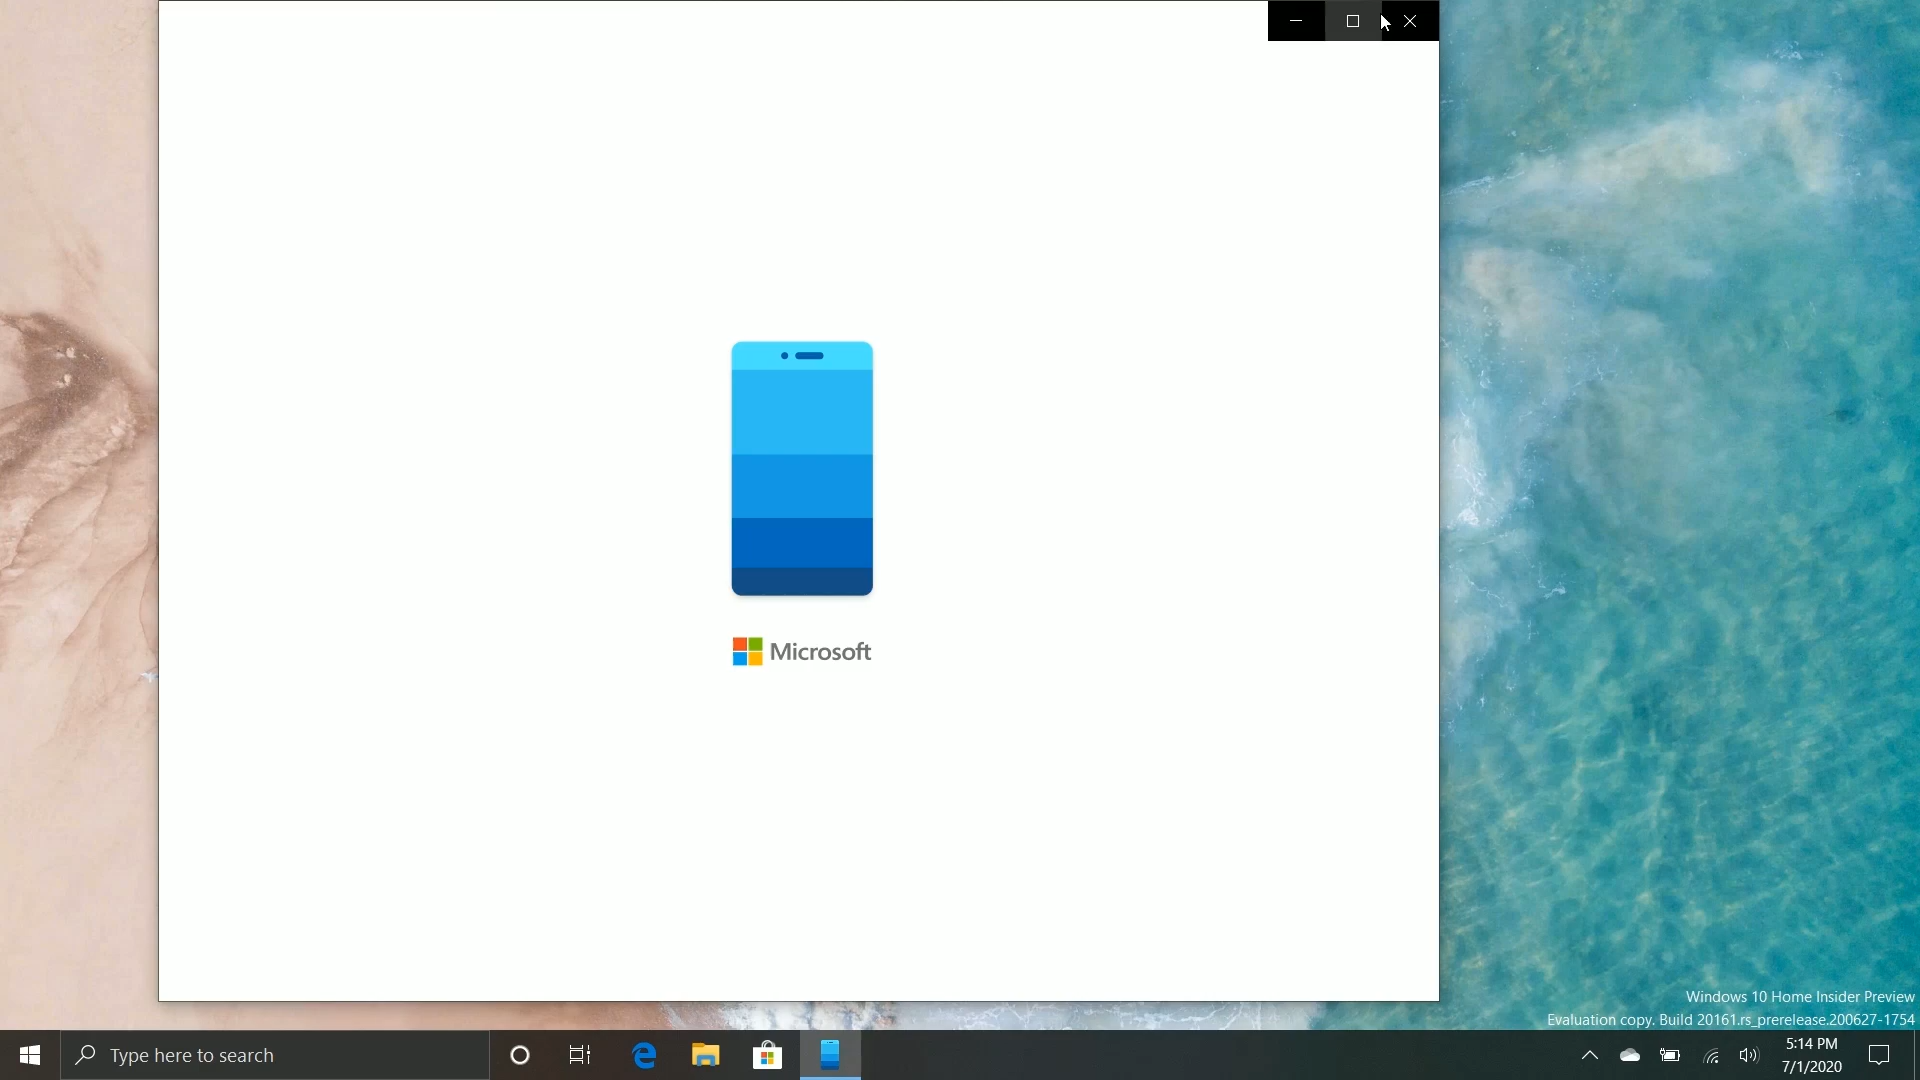 Microsoft
Windows 10 Home Insider Preview
Evaluation copy. Build 20161.rs_prerelease.200627-1754
Type here to search
5:14 PM
7/1/2020